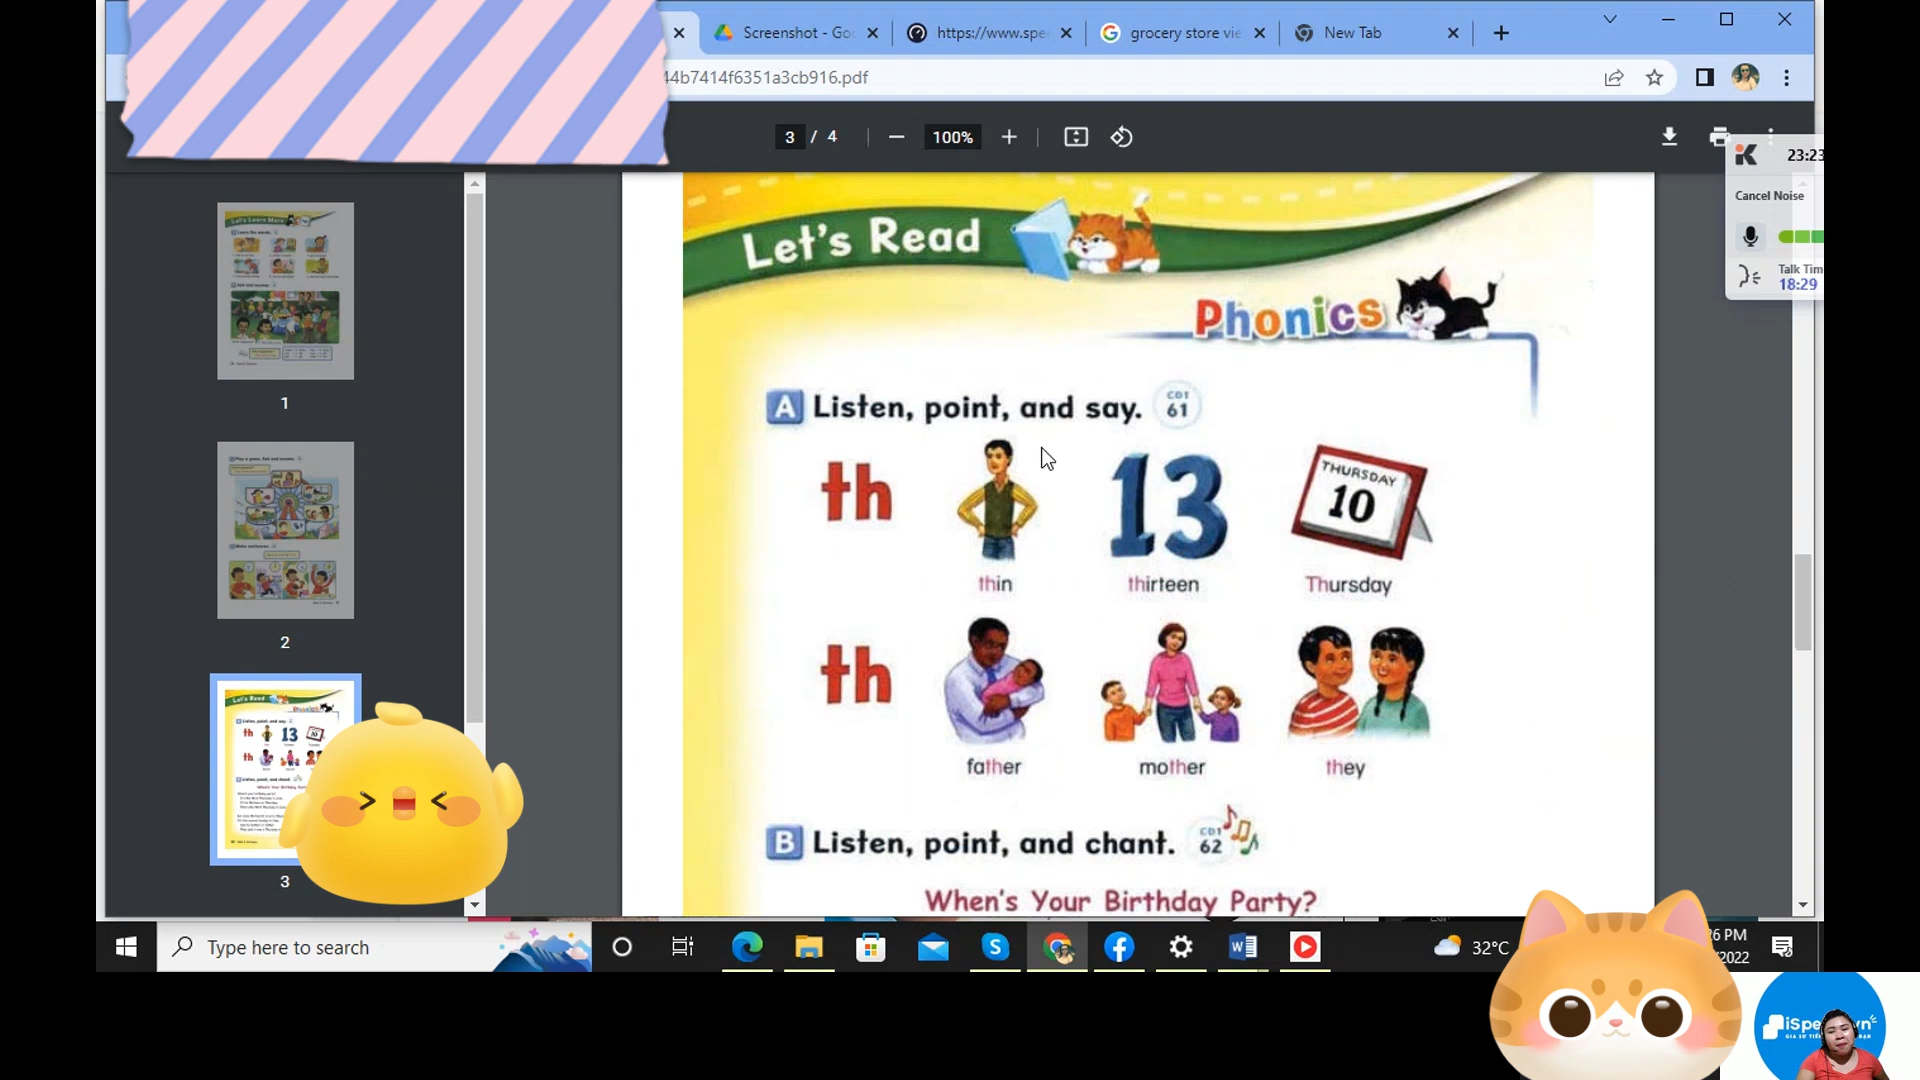 Screenshot - Goo
https://www.spe
grocery store vie
New Tab
44b7414f6351a3cb916.pdf
3 / 4
100%
23:23
Cancel Noise
Talk Tim
18:29
Let's Read
Phonics
A Listen, point, and say. CD1 61
th
13
THURSDAY
10
thin
thirteen
Thursday
th
father
mother
they
B Listen, point, and chant. CD1 62
When's Your Birthday Party?
1
2
3
Type here to search
32°C
6 PM
2022